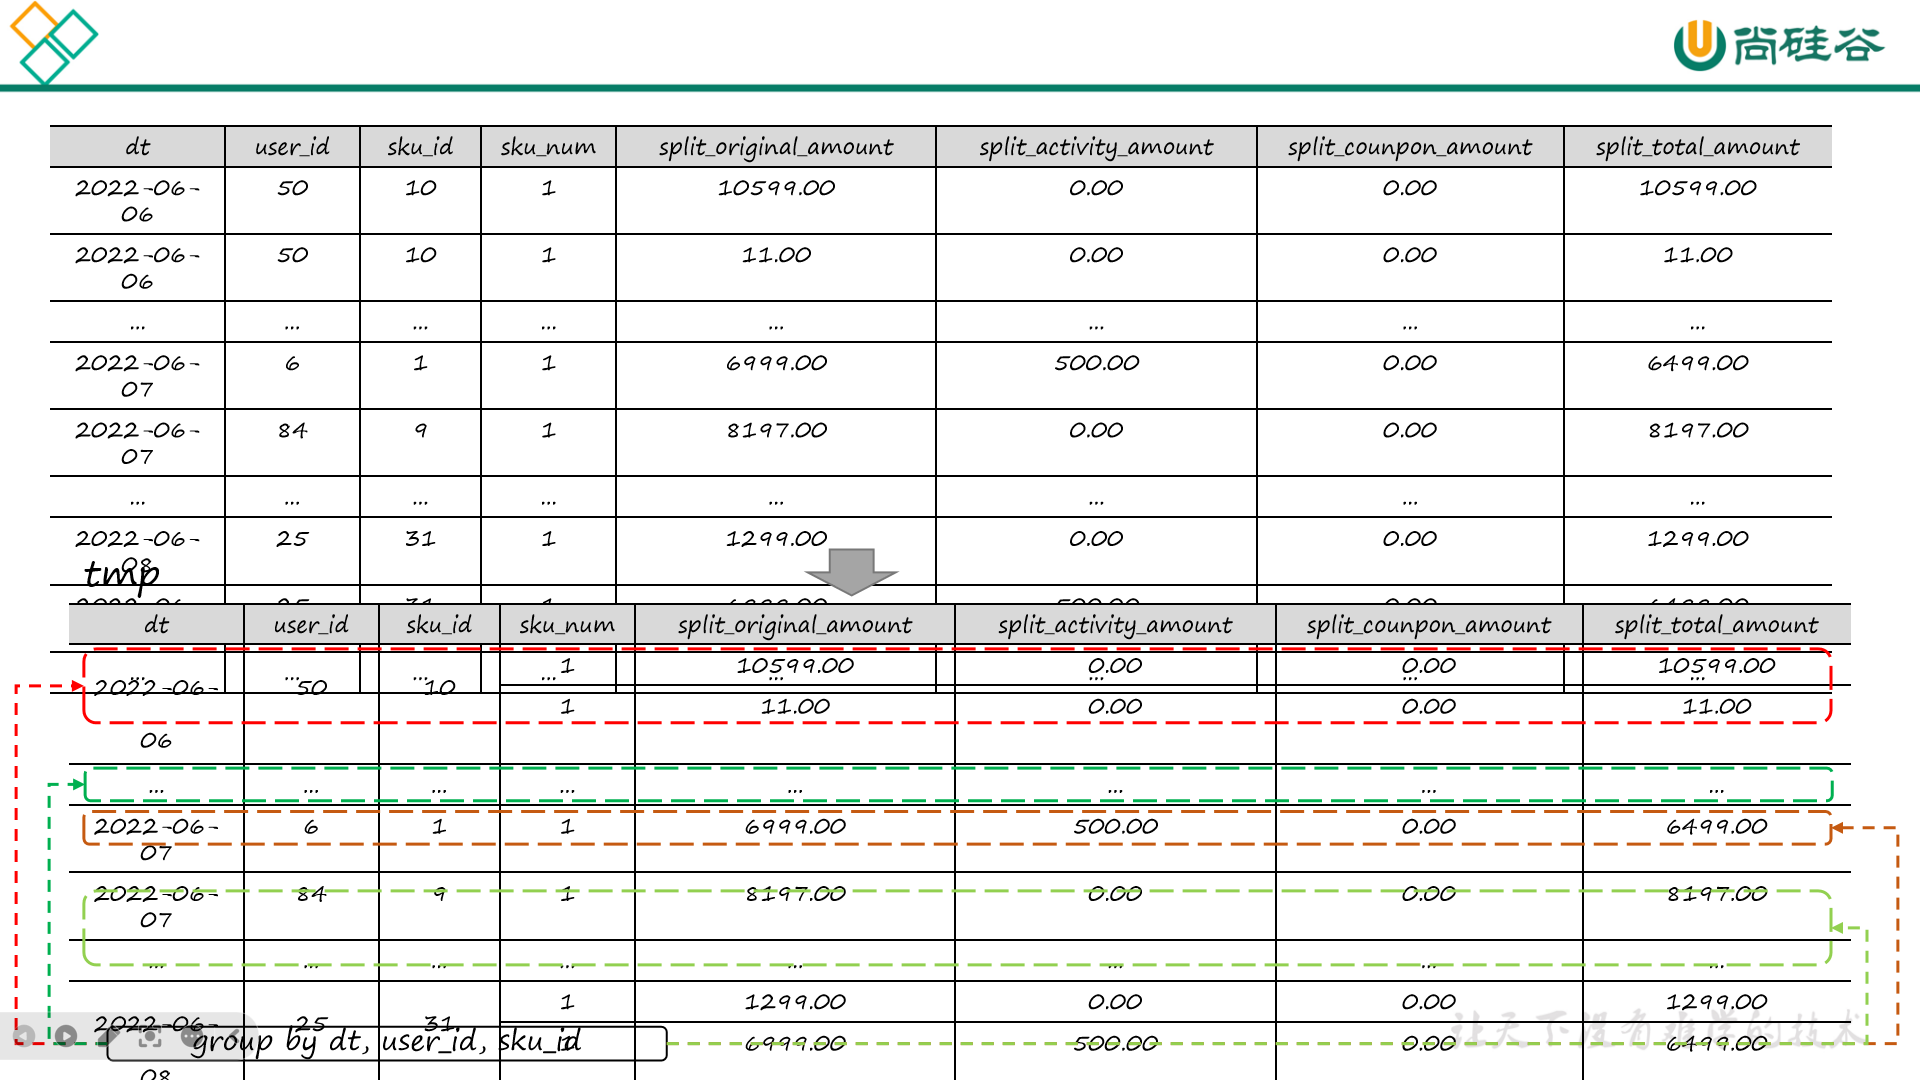 尚硅谷
dt user_id sku_id sku_num split_original_amount split_activity_amount split_counpon_amount split_total_amount
2022-06-06 50 10 1 10599.00 0.00 0.00 10599.00
2022-06-06 50 10 1 11.00 0.00 0.00 11.00
... ... ... ... ... ... ... ...
2022-06-07 6 1 1 6999.00 500.00 0.00 6499.00
2022-06-07 84 9 1 8197.00 0.00 0.00 8197.00
... ... ... ... ... ... ... ...
2022-06-08 25 31 1 1299.00 0.00 0.00 1299.00
... ... ... ... ... ... ... ...
tmp
dt user_id sku_id sku_num split_original_amount split_activity_amount split_counpon_amount split_total_amount
2022-06-06 50 10 1 10599.00 0.00 0.00 10599.00
1 11.00 0.00 0.00 11.00
... ... ... ... ... ... ... ...
2022-06-07 6 1 1 6999.00 500.00 0.00 6499.00
2022-06-07 84 9 1 8197.00 0.00 0.00 8197.00
... ... ... ... ... ... ... ...
2022-06-08 25 31 1 1299.00 0.00 0.00 1299.00
1 6999.00 500.00 0.00 6499.00
group by dt, user_id, sku_id
让天下没有难学的技术